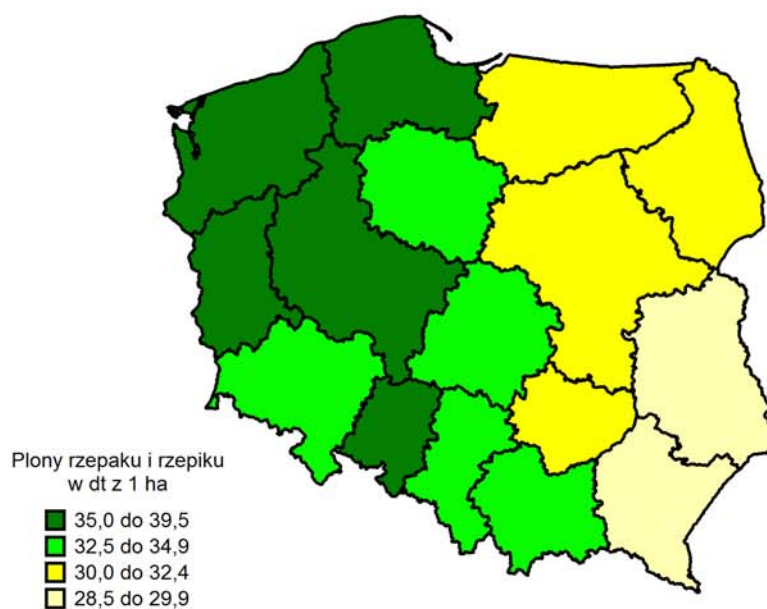 Plony rzepaku i rzepiku
w dt z 1 ha
35,0 do 39,5
32,5 do 34,9
30,0 do 32,4
28,5 do 29,9